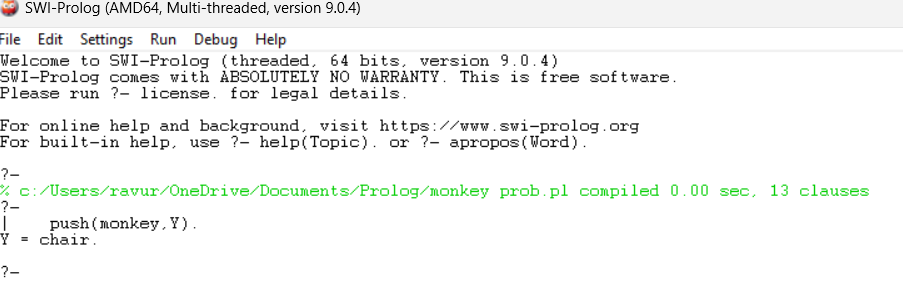 SWI-Prolog (AMD64, Multi-threaded, version 9.0.4)
File Edit Settings Run Debug Help
Welcome to SWI-Prolog (threaded, 64 bits, version 9.0.4)
SWI-Prolog comes with ABSOLUTELY NO WARRANTY. This is free software.
Please run ?- license. for legal details.
For online help and background, visit https://www.swi-prolog.org
For built-in help, use ?- help(Topic). or ?- apropos(Word).
?-
% c:/Users/ravur/OneDrive/Documents/Prolog/monkey prob.pl compiled 0.00 sec, 13 clauses
?-
| push(monkey,Y).
Y = chair.
?-